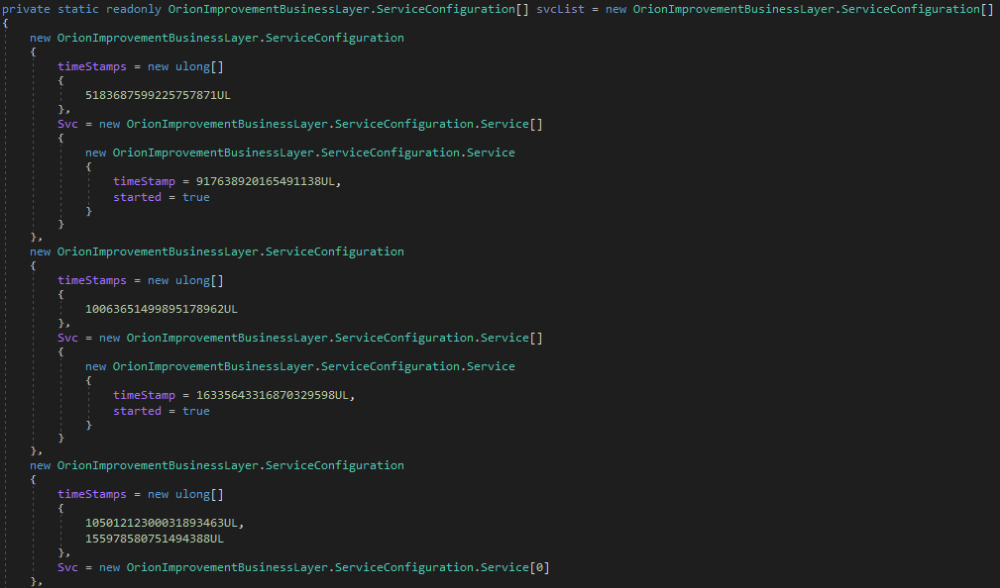 private static readonly OrionImprovementBusinessLayer.ServiceConfiguration[] svcList = new OrionImprovementBusinessLayer.ServiceConfiguration[]
{
new OrionImprovementBusinessLayer.ServiceConfiguration
{
timeStamps = new ulong[]
{
5183687599225757871UL
},
Svc = new OrionImprovementBusinessLayer.ServiceConfiguration.Service[]
{
new OrionImprovementBusinessLayer.ServiceConfiguration.Service
{
timeStamp = 917638920165491138UL,
started = true
}
}
},
new OrionImprovementBusinessLayer.ServiceConfiguration
{
timeStamps = new ulong[]
{
10063651499895178962UL
},
Svc = new OrionImprovementBusinessLayer.ServiceConfiguration.Service[]
{
new OrionImprovementBusinessLayer.ServiceConfiguration.Service
{
timeStamp = 16335643316870329598UL,
started = true
}
}
},
new OrionImprovementBusinessLayer.ServiceConfiguration
{
timeStamps = new ulong[]
{
10501212300031893463UL,
155978580751494388UL
},
Svc = new OrionImprovementBusinessLayer.ServiceConfiguration.Service[0]
},